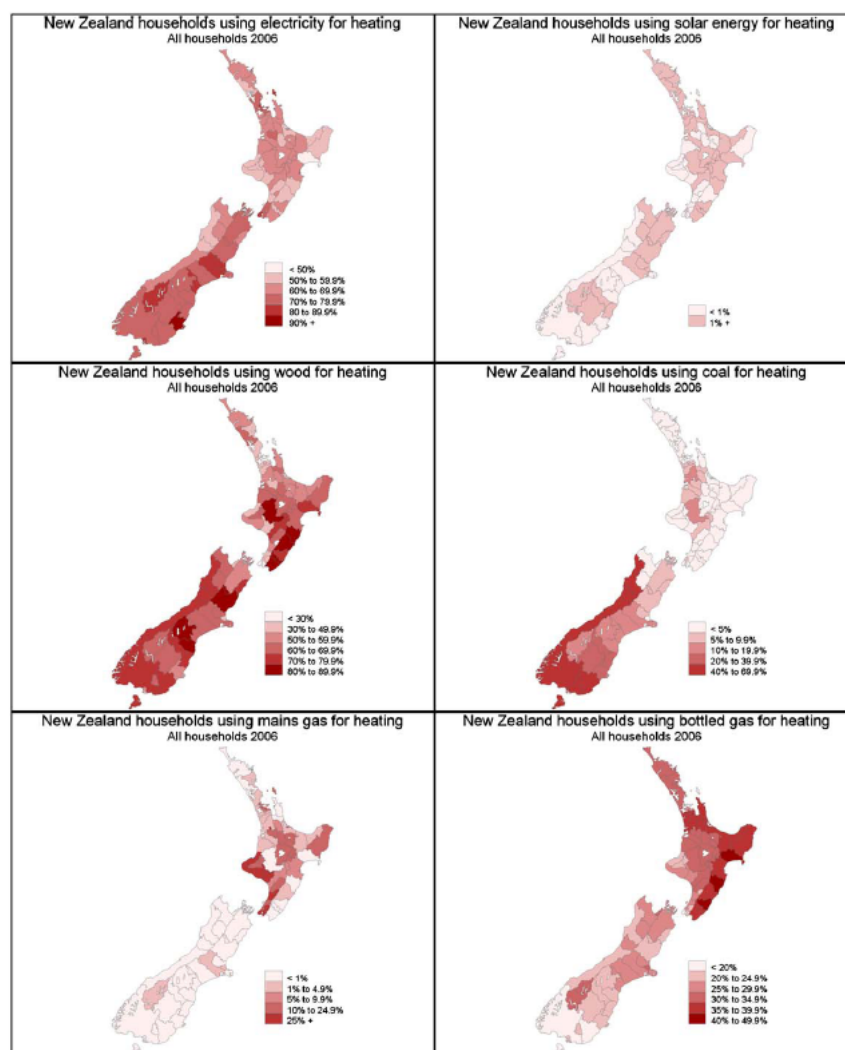 New Zealand households using electricity for heating
All households 2006
< 50%
50% to 59.9%
60% to 69.9%
70% to 79.9%
80 to 89.9%
90% +
New Zealand households using solar energy for heating
All households 2006
< 1%
1% +
New Zealand households using wood for heating
All households 2006
< 30%
30% to 49.9%
50% to 59.9%
60% to 69.9%
70% to 79.9%
80% to 89.9%
New Zealand households using coal for heating
All households 2006
< 5%
5% to 9.9%
10% to 19.9%
20% to 39.9%
40% to 69.9%
New Zealand households using mains gas for heating
All households 2006
< 1%
1% to 4.9%
5% to 9.9%
10% to 24.9%
25% +
New Zealand households using bottled gas for heating
All households 2006
< 20%
20% to 24.9%
25% to 29.9%
30% to 34.9%
35% to 39.9%
40% to 49.9%